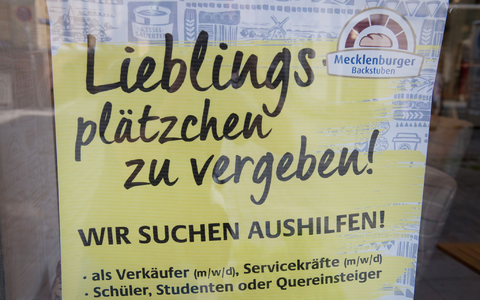 Mecklenburger
Backstuben
Lieblings
plätzchen
zu vergeben!
WIR SUCHEN AUSHILFEN!
· als Verkäufer (m/w/d), Servicekräfte (m/w/d)
· Schüler, Studenten oder Quereinsteiger